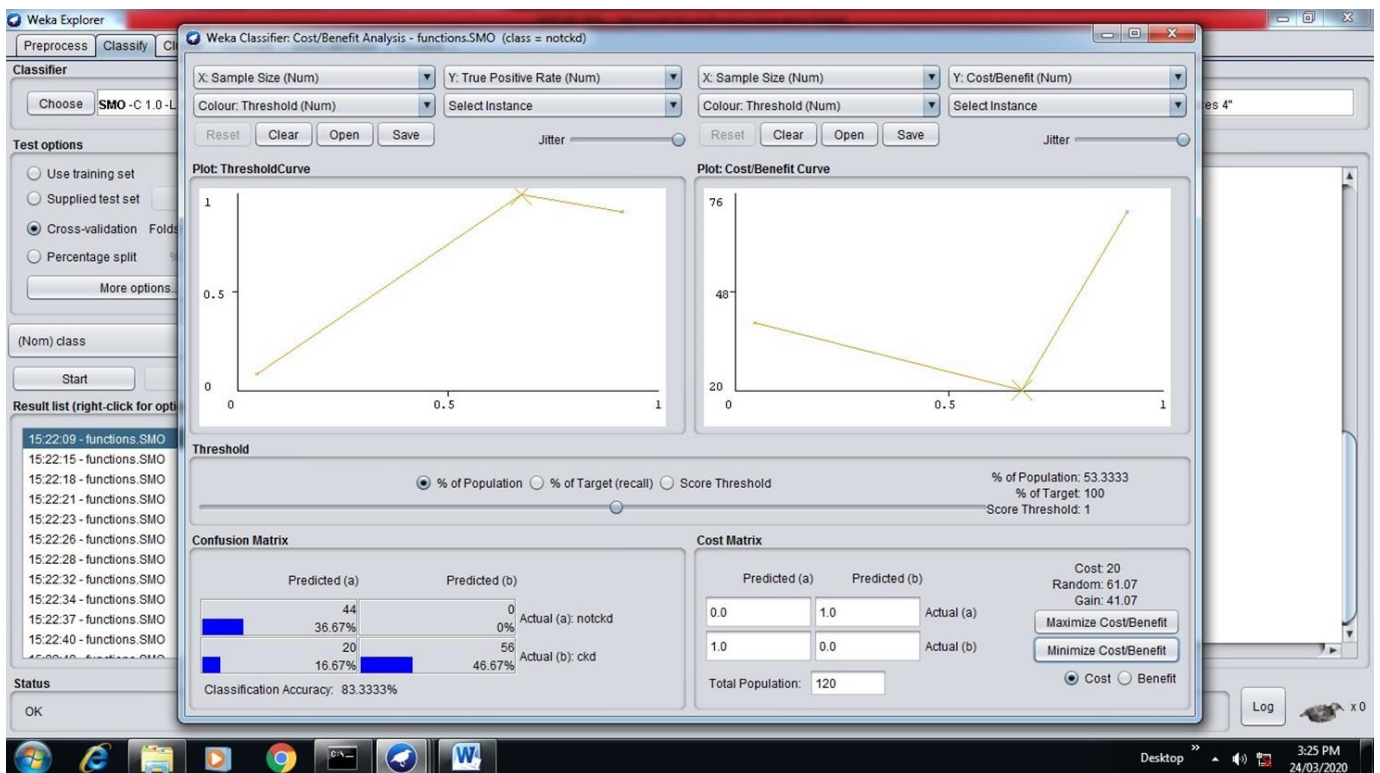 Weka Explorer
Preprocess Classify
Classifier
Choose SMO -C 1.0 -L
es 4"
Test options
Use training set
Supplied test set
Cross-validation Folds
Percentage split %
More options..
(Nom) class
Start
Result list (right-click for opti
15:22:09 - functions.SMO
15:22:15 - functions.SMO
15:22:18 - functions.SMO
15:22:21 - functions.SMO
15:22:23 - functions.SMO
15:22:26 - functions.SMO
15:22:28 - functions.SMO
15:22:32 - functions.SMO
15:22:34 - functions.SMO
15:22:37 - functions.SMO
15:22:40 - functions.SMO
Status
OK
Log
x 0
Weka Classifier: Cost/Benefit Analysis - functions.SMO (class = notckd)
X: Sample Size (Num) Y: True Positive Rate (Num)
Colour: Threshold (Num) Select Instance
Reset Clear Open Save Jitter
Plot: ThresholdCurve
1
0.5
0
0 0.5 1
X: Sample Size (Num) Y: Cost/Benefit (Num)
Colour: Threshold (Num) Select Instance
Reset Clear Open Save Jitter
Plot: Cost/Benefit Curve
76
48
20
0 0.5 1
Threshold
% of Population % of Target (recall) Score Threshold
% of Population: 53.3333
% of Target: 100
Score Threshold: 1
Confusion Matrix
Predicted (a) Predicted (b)
44 0
36.67% 0% Actual (a): notckd
20 56
16.67% 46.67% Actual (b): ckd
Classification Accuracy: 83.3333%
Cost Matrix
Predicted (a) Predicted (b)
0.0 1.0 Actual (a)
1.0 0.0 Actual (b)
Total Population: 120
Cost: 20
Random: 61.07
Gain: 41.07
Maximize Cost/Benefit
Minimize Cost/Benefit
Cost Benefit
Desktop
3:25 PM
24/03/2020